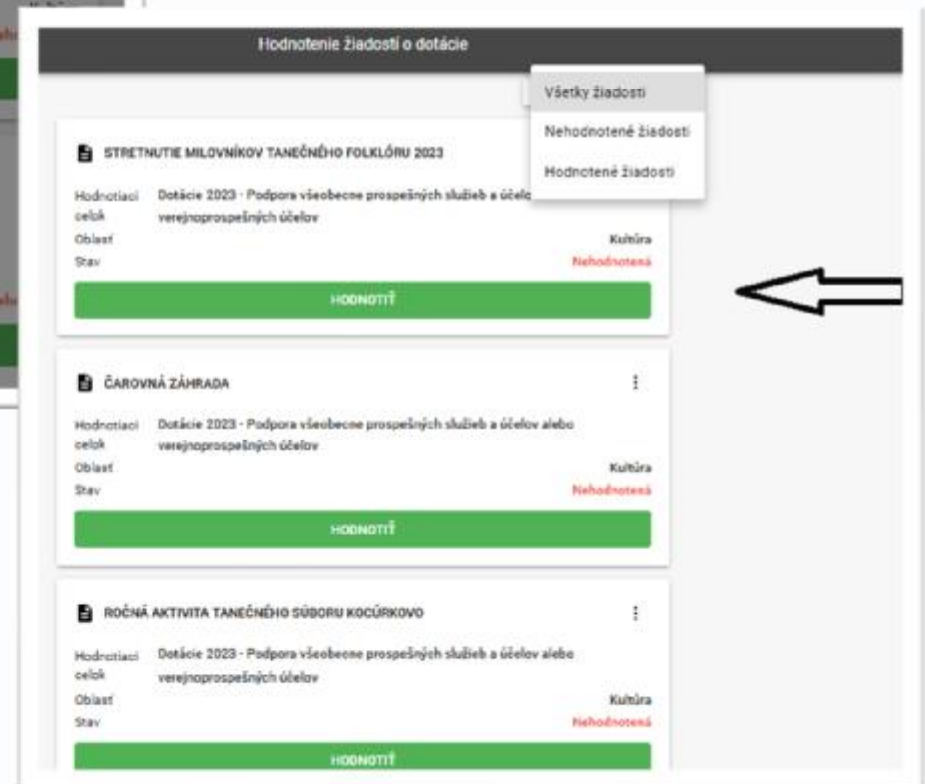 Hodnotenie žiadostí o dotácie
Všetky žiadosti
Nehodnotené žiadosti
Hodnotené žiadosti
STRETNUTIE MILOVNÍKOV TANEČNÉHO FOLKLÓRU 2023
Hodnotiaci celok Dotácie 2023 - Podpora všeobecne prospešných služieb a účelov
verejnoprospešných účelov
Oblasť Kultúra
Stav Nehodnotená
HODNOTIŤ
ČAROVNÁ ZÁHRADA
Hodnotiaci celok Dotácie 2023 - Podpora všeobecne prospešných služieb a účelov alebo
verejnoprospešných účelov
Oblasť Kultúra
Stav Nehodnotená
HODNOTIŤ
ROČNÁ AKTIVITA TANEČNÉHO SÚBORU KOCÚRKOVO
Hodnotiaci celok Dotácie 2023 - Podpora všeobecne prospešných služieb a účelov alebo
verejnoprospešných účelov
Oblasť Kultúra
Stav Nehodnotená
HODNOTIŤ